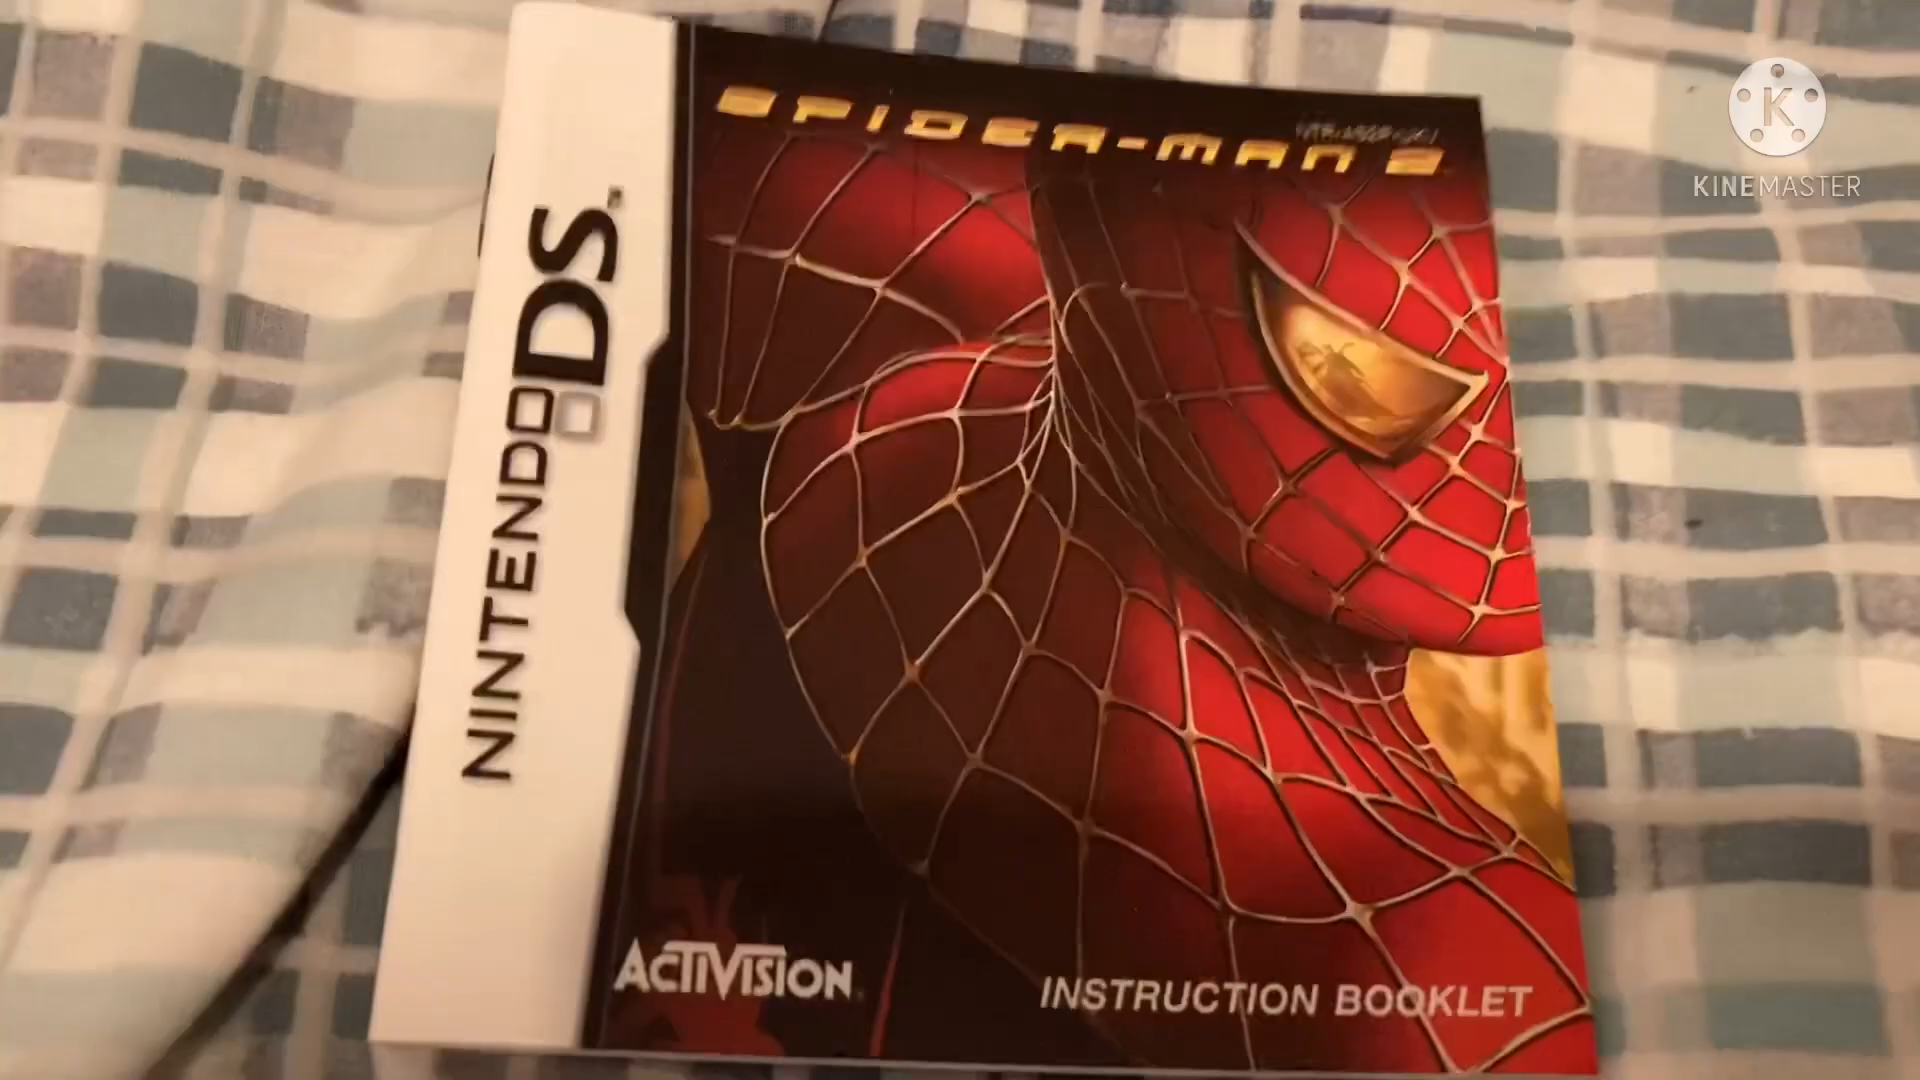 SPIDER-MAN 2
K
KINEMASTER
NINTENDO DS
ACTIVISION
INSTRUCTION BOOKLET